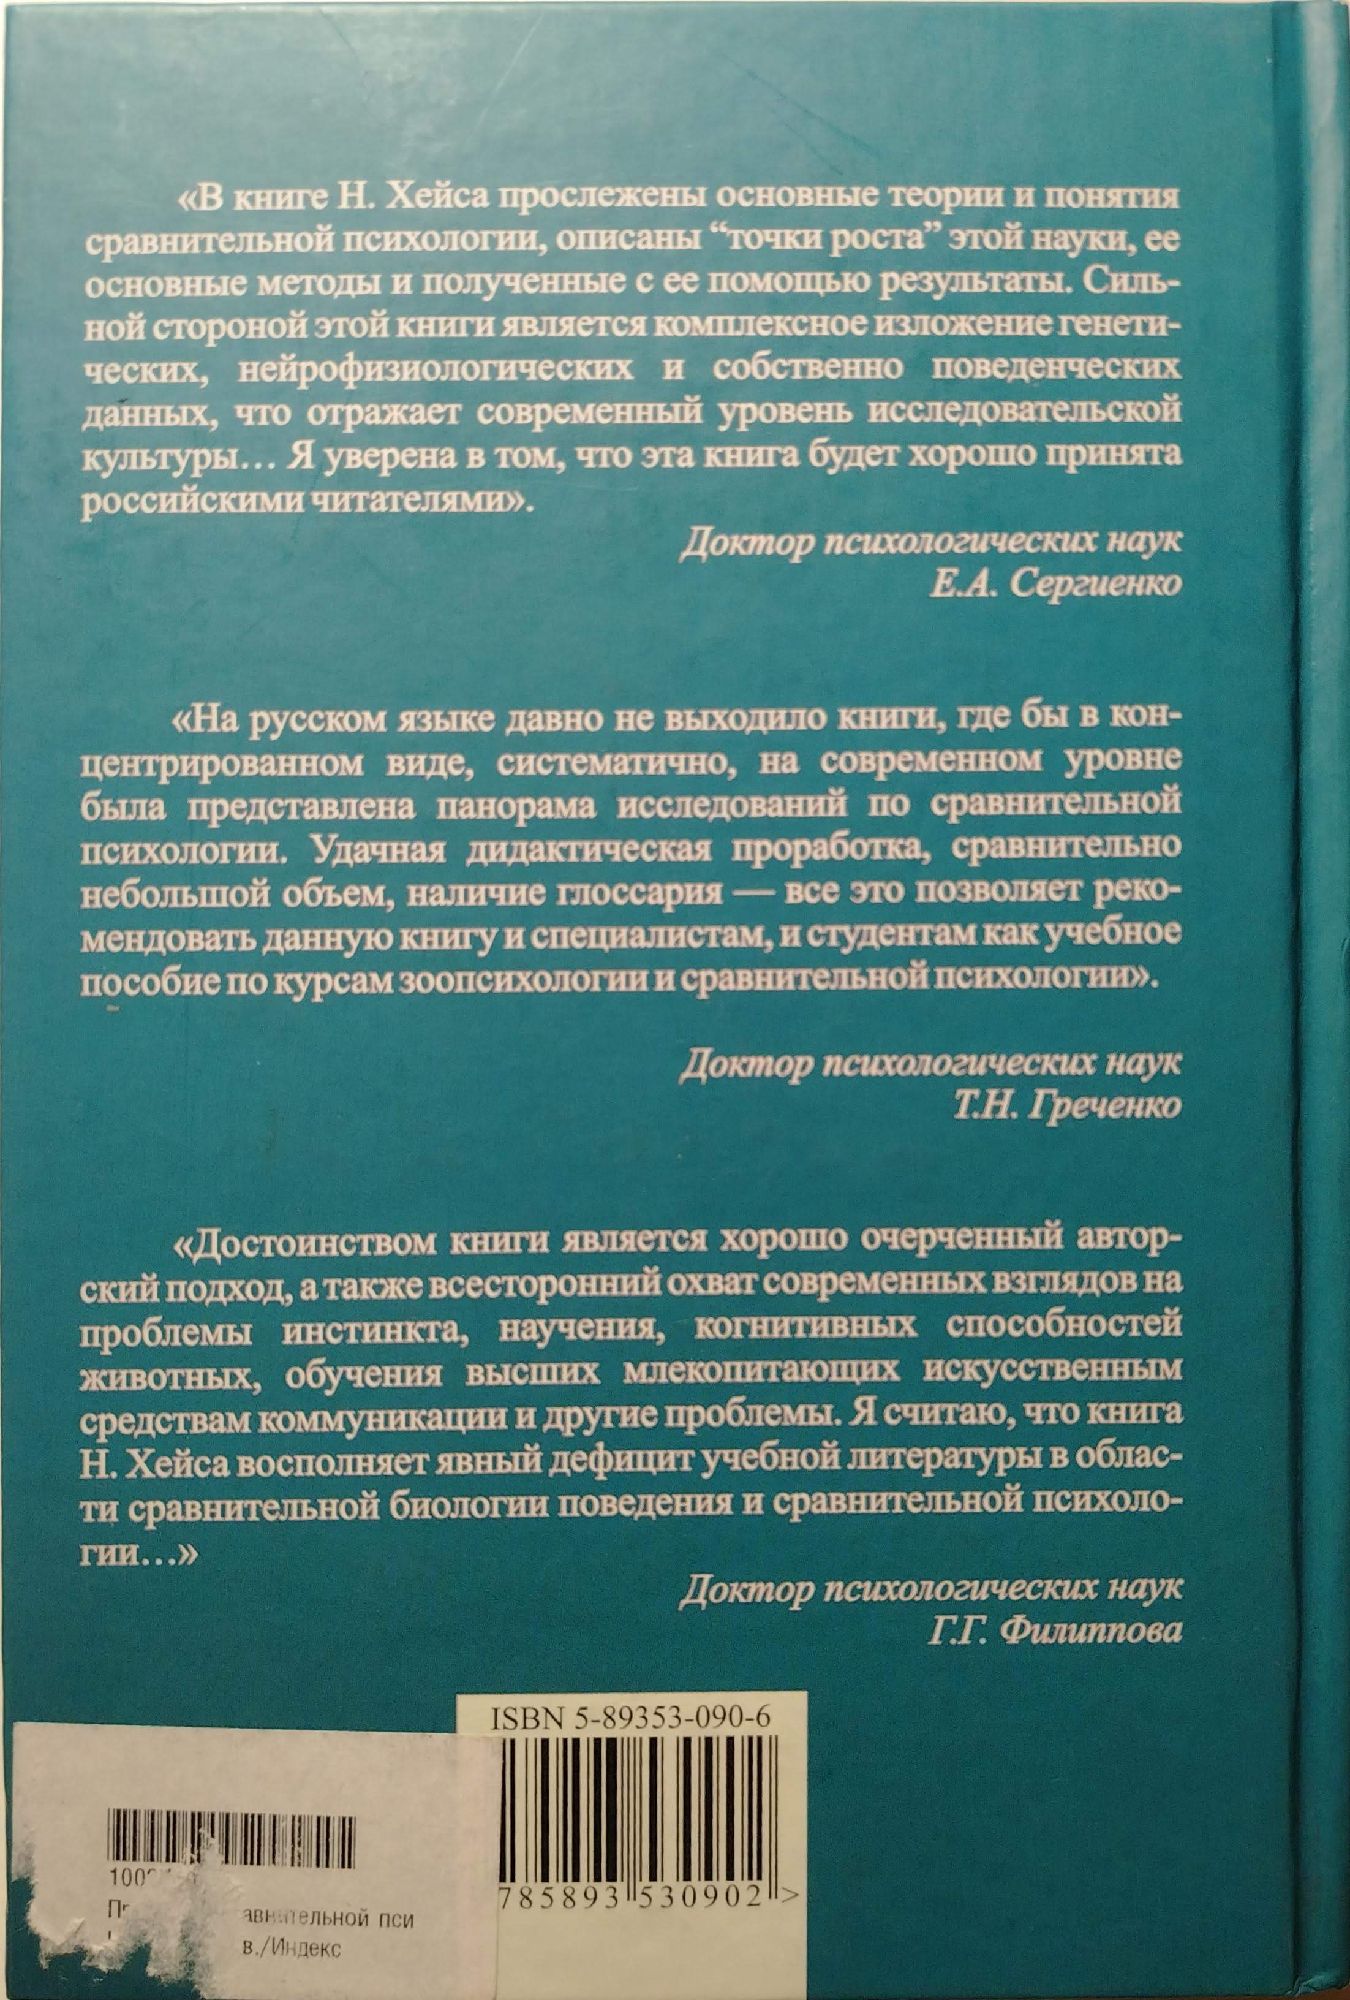 «В книге Н. Хейса прослежены основные теории и понятия
сравнительной психологии, описаны “точки роста” этой науки, ее
основные методы и полученные с ее помощью результаты. Силь-
ной стороной этой книги является комплексное изложение генети-
ческих, нейрофизиологических и собственно поведенческих
данных, что отражает современный уровень исследовательской
культуры... Я уверена в том, что эта книга будет хорошо принята
российскими читателями».
Доктор психологических наук
Е.А. Сергиенко
«На русском языке давно не выходило книги, где бы в кон-
центрированном виде, систематично, на современном уровне
была представлена панорама исследований по сравнительной
психологии. Удачная дидактическая проработка, сравнительно
небольшой объем, наличие глоссария — все это позволяет реко-
мендовать данную книгу и специалистам, и студентам как учебное
пособие по курсам зоопсихологии и сравнительной психологии».
Доктор психологических наук
Т.Н. Греченко
«Достоинством книги является хорошо очерченный автор-
ский подход, а также всесторонний охват современных взглядов на
проблемы инстинкта, научения, когнитивных способностей
животных, обучения высших млекопитающих искусственным
средствам коммуникации и другие проблемы. Я считаю, что книга
Н. Хейса восполняет явный дефицит учебной литературы в облас-
ти сравнительной биологии поведения и сравнительной психоло-
гии...»
Доктор психологических наук
Г.Г. Филиппова
ISBN 5-89353-090-6
785893 530902 >
авнительной пси
в./Индекс